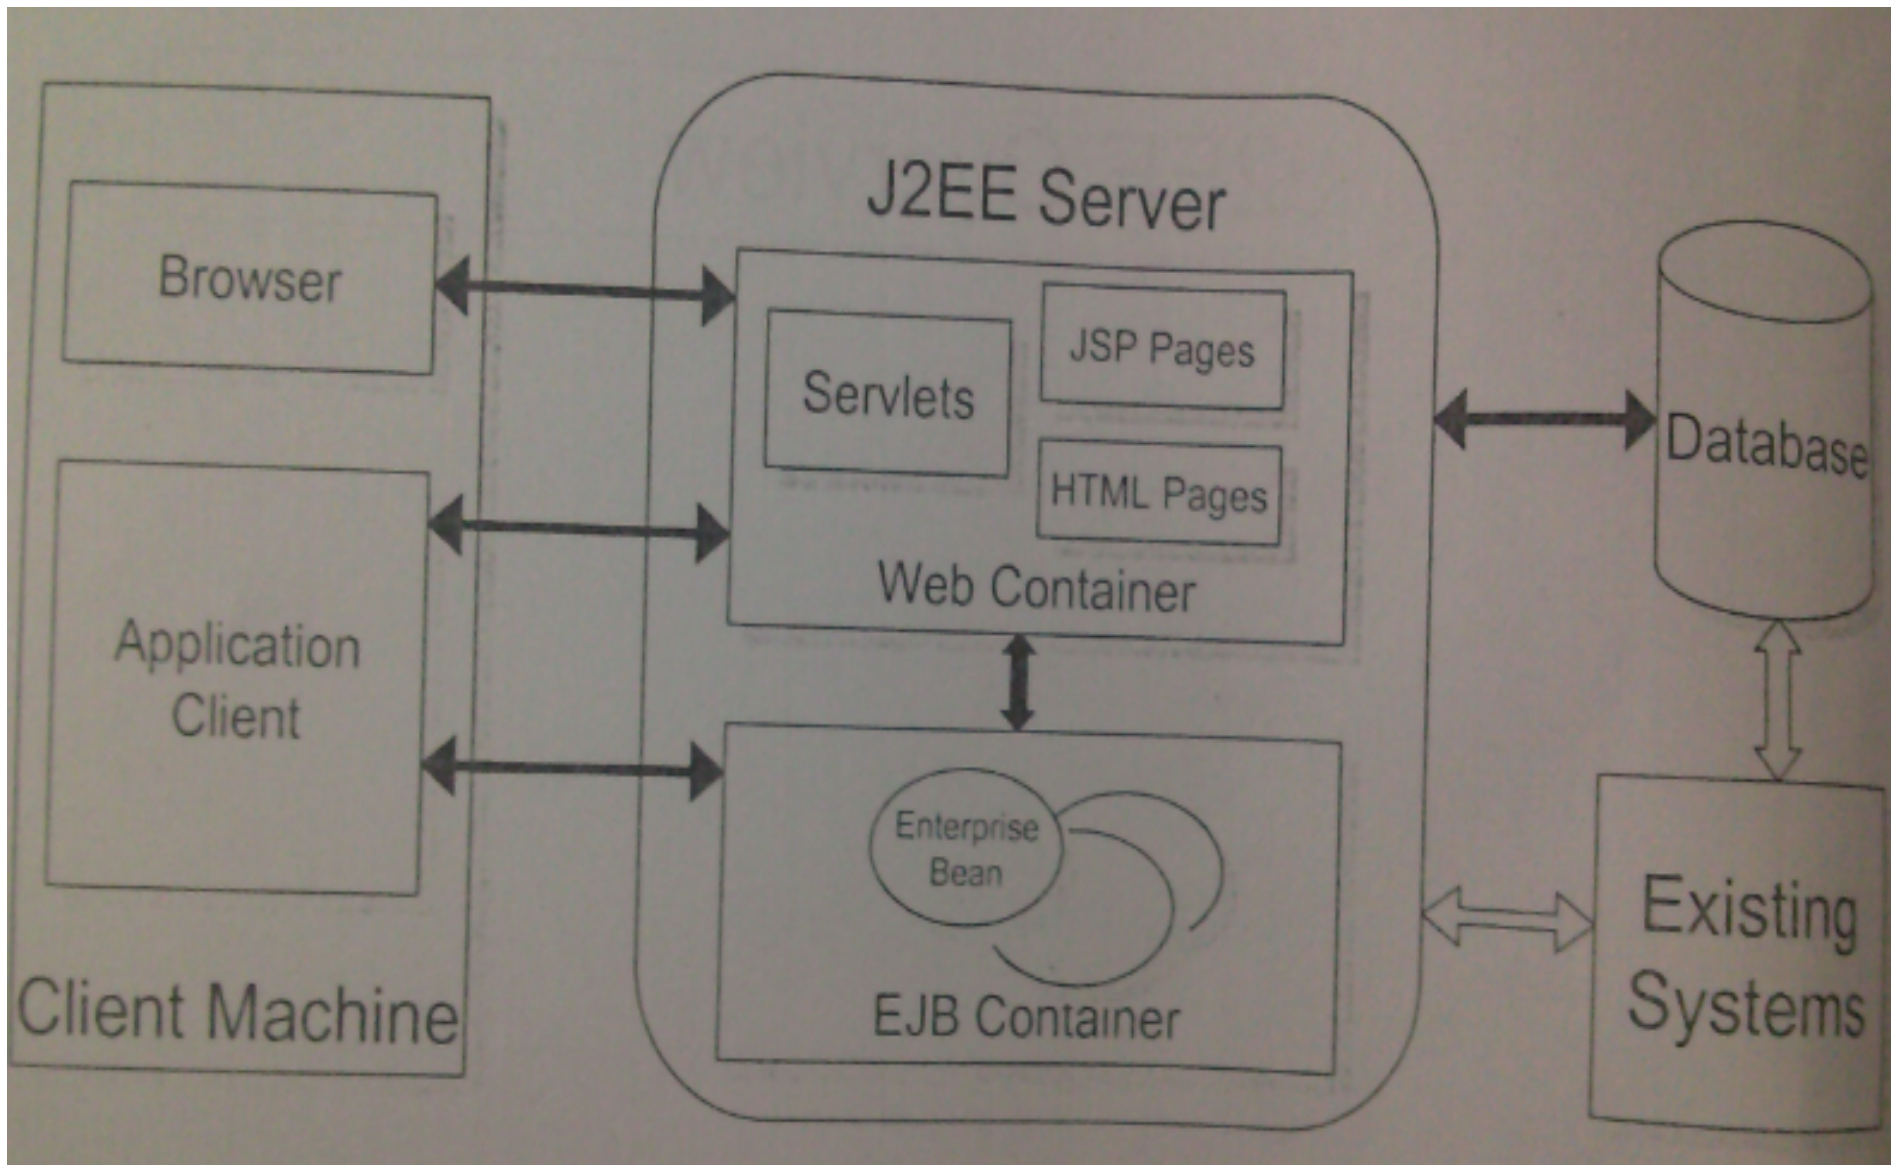 J2EE Server
Browser
Servlets
JSP Pages
HTML Pages
Web Container
Application
Client
Client Machine
Enterprise
Bean
EJB Container
Database
Existing
Systems